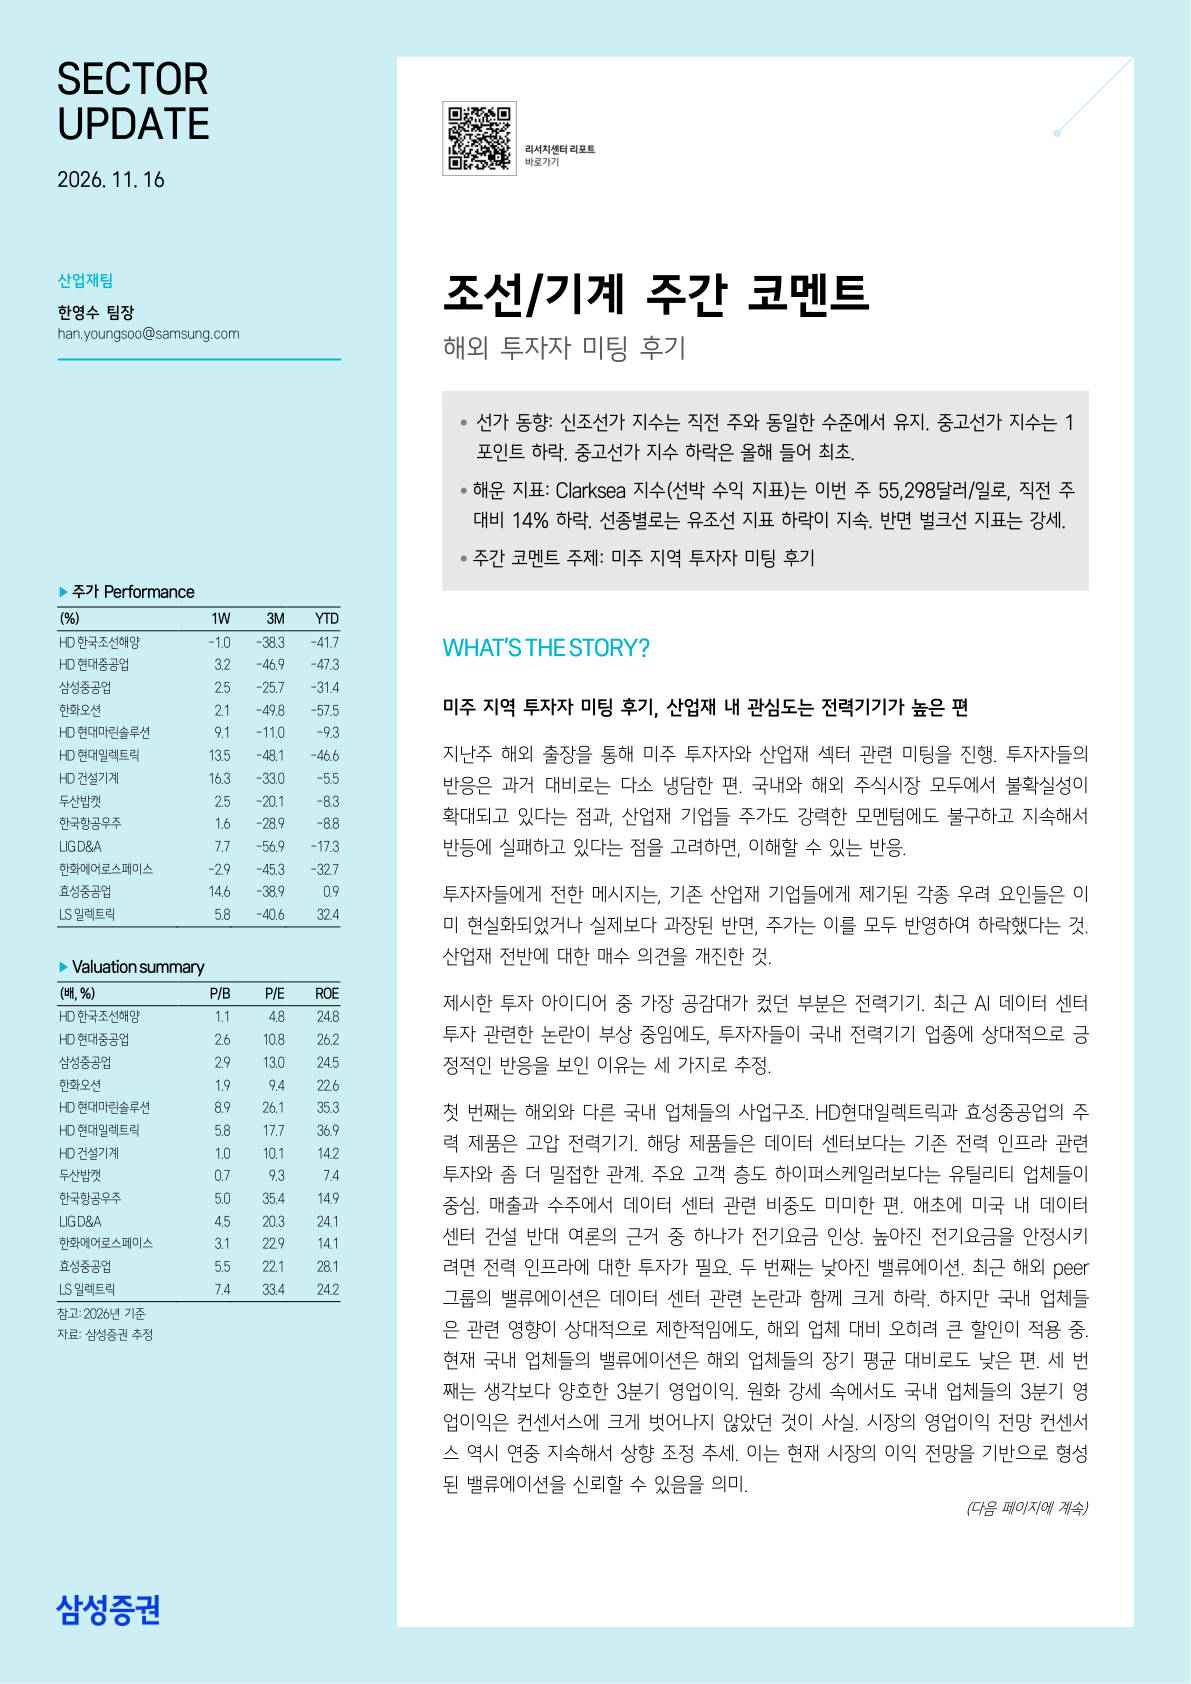 SECTOR
UPDATE
2026. 11. 16
산업재팀
한영수 팀장
han.youngsoo@samsung.com
▶ 주가 Performance
(%) 1W 3M YTD
HD 한국조선해양 -1.0 -38.3 -41.7
HD 현대중공업 3.2 -46.9 -47.3
삼성중공업 2.5 -25.7 -31.4
한화오션 2.1 -49.8 -57.5
HD 현대마린솔루션 9.1 -11.0 -9.3
HD 현대일렉트릭 13.5 -48.1 -46.6
HD 건설기계 16.3 -33.0 -5.5
두산밥캣 2.5 -20.1 -8.3
한국항공우주 1.6 -28.9 -8.8
LIG D&A 7.7 -56.9 -17.3
한화에어로스페이스 -2.9 -45.3 -32.7
효성중공업 14.6 -38.9 0.9
LS 일렉트릭 5.8 -40.6 32.4
▶ Valuation summary
(배, %) P/B P/E ROE
HD 한국조선해양 1.1 4.8 24.8
HD 현대중공업 2.6 10.8 26.2
삼성중공업 2.9 13.0 24.5
한화오션 1.9 9.4 22.6
HD 현대마린솔루션 8.9 26.1 35.3
HD 현대일렉트릭 5.8 17.7 36.9
HD 건설기계 1.0 10.1 14.2
두산밥캣 0.7 9.3 7.4
한국항공우주 5.0 35.4 14.9
LIG D&A 4.5 20.3 24.1
한화에어로스페이스 3.1 22.9 14.1
효성중공업 5.5 22.1 28.1
LS 일렉트릭 7.4 33.4 24.2
참고: 2026년 기준
자료: 삼성증권 추정
삼성증권
리서치센터 리포트
바로가기
조선/기계 주간 코멘트
해외 투자자 미팅 후기
• 선가 동향: 신조선가 지수는 직전 주와 동일한 수준에서 유지. 중고선가 지수는 1
포인트 하락. 중고선가 지수 하락은 올해 들어 최초.
• 해운 지표: Clarksea 지수(선박 수익 지표)는 이번 주 55,298달러/일로, 직전 주
대비 14% 하락. 선종별로는 유조선 지표 하락이 지속. 반면 벌크선 지표는 강세.
• 주간 코멘트 주제: 미주 지역 투자자 미팅 후기
WHAT'S THE STORY?
미주 지역 투자자 미팅 후기, 산업재 내 관심도는 전력기기가 높은 편
지난주 해외 출장을 통해 미주 투자자와 산업재 섹터 관련 미팅을 진행. 투자자들의
반응은 과거 대비로는 다소 냉담한 편. 국내와 해외 주식시장 모두에서 불확실성이
확대되고 있다는 점과, 산업재 기업들 주가도 강력한 모멘텀에도 불구하고 지속해서
반등에 실패하고 있다는 점을 고려하면, 이해할 수 있는 반응.
투자자들에게 전한 메시지는, 기존 산업재 기업들에게 제기된 각종 우려 요인들은 이
미 현실화되었거나 실제보다 과장된 반면, 주가는 이를 모두 반영하여 하락했다는 것.
산업재 전반에 대한 매수 의견을 개진한 것.
제시한 투자 아이디어 중 가장 공감대가 컸던 부분은 전력기기. 최근 AI 데이터 센터
투자 관련한 논란이 부상 중임에도, 투자자들이 국내 전력기기 업종에 상대적으로 긍
정적인 반응을 보인 이유는 세 가지로 추정.
첫 번째는 해외와 다른 국내 업체들의 사업구조. HD현대일렉트릭과 효성중공업의 주
력 제품은 고압 전력기기. 해당 제품들은 데이터 센터보다는 기존 전력 인프라 관련
투자와 좀 더 밀접한 관계. 주요 고객 층도 하이퍼스케일러보다는 유틸리티 업체들이
중심. 매출과 수주에서 데이터 센터 관련 비중도 미미한 편. 애초에 미국 내 데이터
센터 건설 반대 여론의 근거 중 하나가 전기요금 인상. 높아진 전기요금을 안정시키
려면 전력 인프라에 대한 투자가 필요. 두 번째는 낮아진 밸류에이션. 최근 해외 peer
그룹의 밸류에이션은 데이터 센터 관련 논란과 함께 크게 하락. 하지만 국내 업체들
은 관련 영향이 상대적으로 제한적임에도, 해외 업체 대비 오히려 큰 할인이 적용 중.
현재 국내 업체들의 밸류에이션은 해외 업체들의 장기 평균 대비로도 낮은 편. 세 번
째는 생각보다 양호한 3분기 영업이익. 원화 강세 속에서도 국내 업체들의 3분기 영
업이익은 컨센서스에 크게 벗어나지 않았던 것이 사실. 시장의 영업이익 전망 컨센서
스 역시 연중 지속해서 상향 조정 추세. 이는 현재 시장의 이익 전망을 기반으로 형성
된 밸류에이션을 신뢰할 수 있음을 의미.
(다음 페이지에 계속)